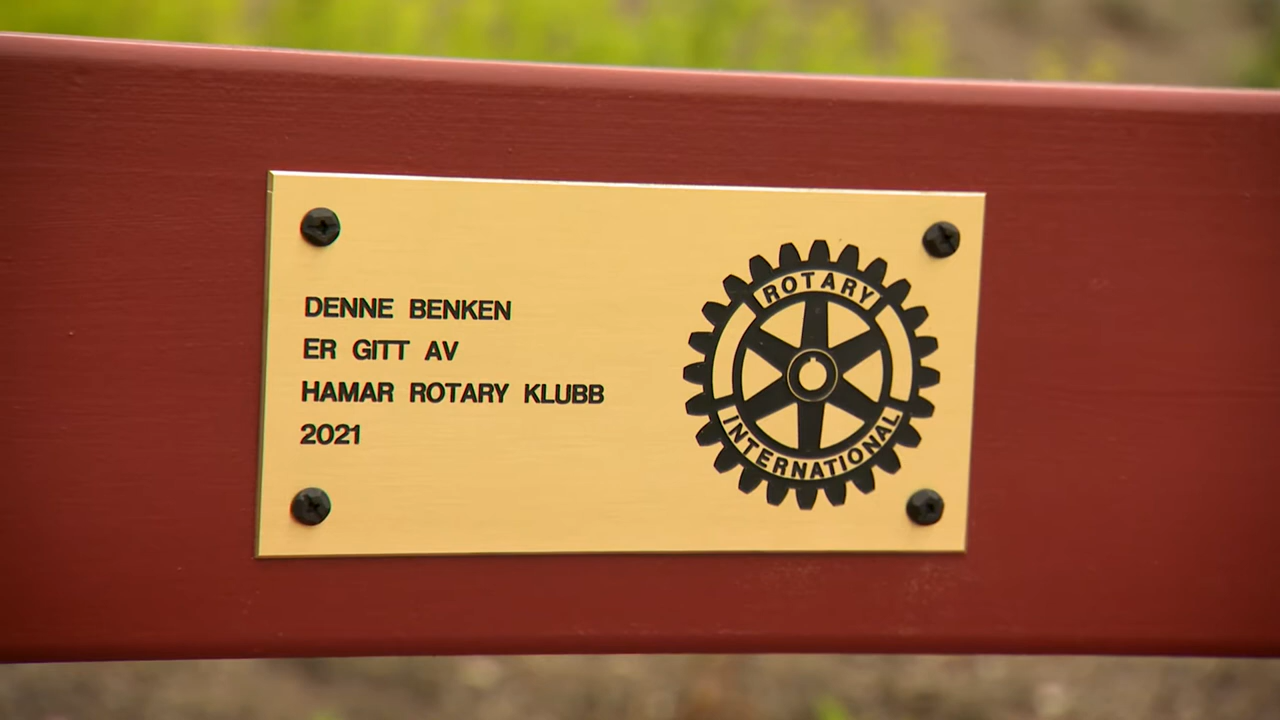 DENNE BENKEN
ER GITT AV
HAMAR ROTARY KLUBB
2021
ROTARY
INTERNATIONAL